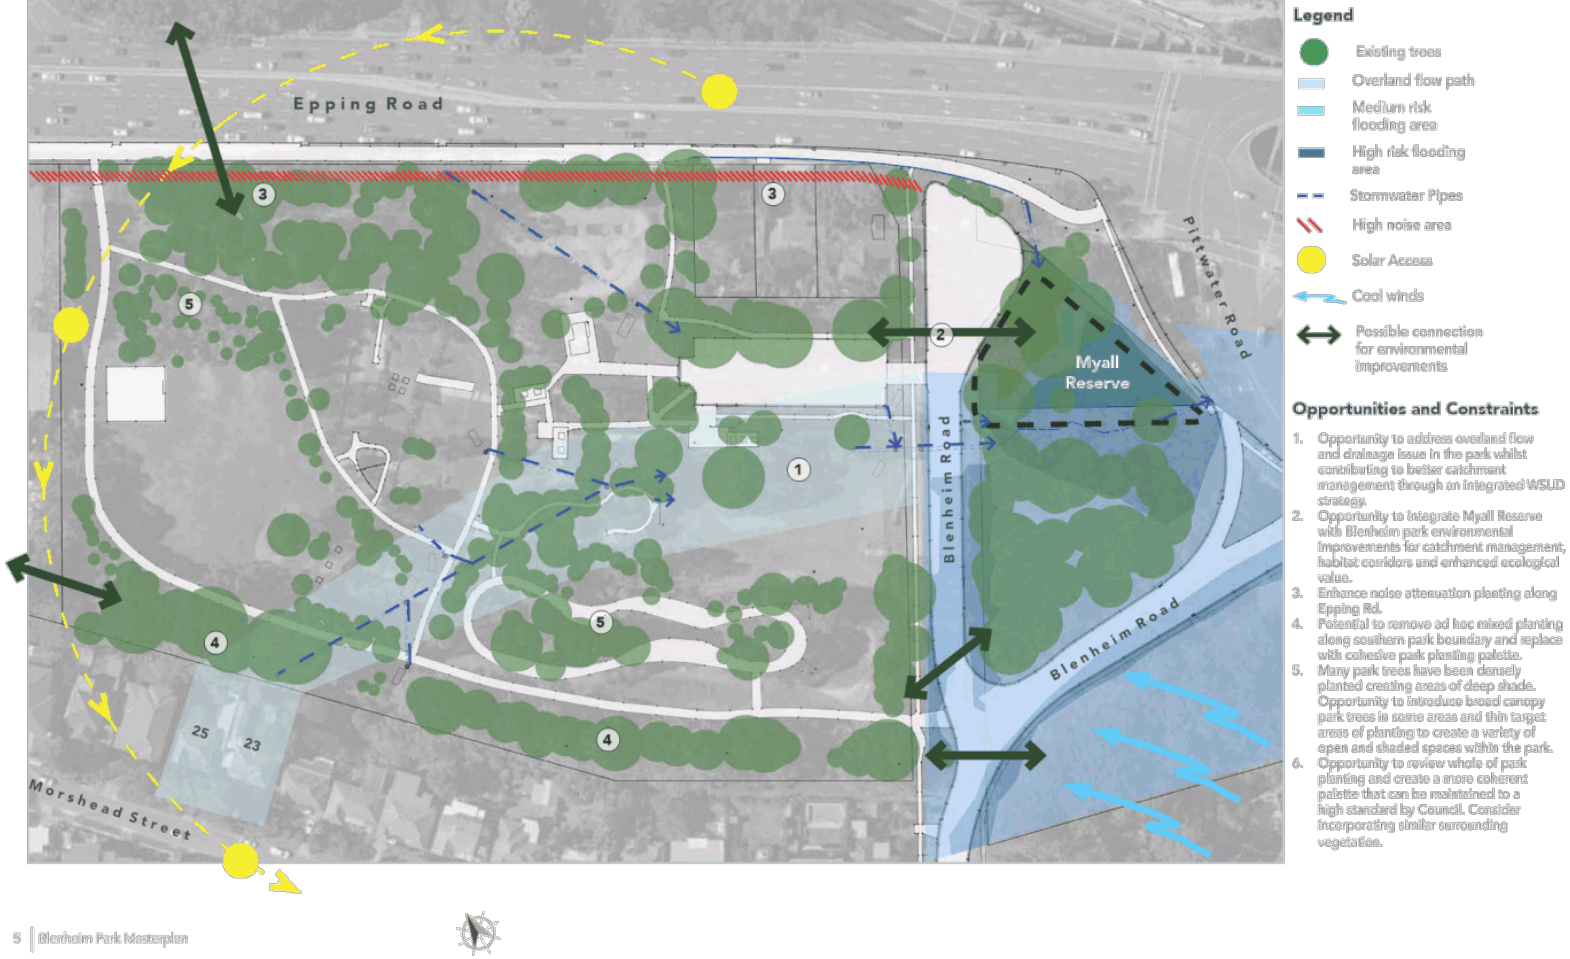 Epping Road
3
3
5
2
Myall
Reserve
Pittwater Road
1
Blenheim Road
5
4
Blenheim Road
25
23
4
Morshead Street
Legend
Existing trees
Overland flow path
Medium risk
flooding area
High risk flooding
area
Stormwater Pipes
High noise area
Solar Access
Cool winds
Possible connection
for environmental
improvements
Opportunities and Constraints
1. Opportunity to address overland flow
and drainage issue in the park whilst
contributing to better catchment
management through an integrated WSUD
strategy.
2. Opportunity to integrate Myall Reserve
with Blenheim park environmental
improvements for catchment management,
habitat corridors and enhanced ecological
value.
3. Enhance noise attenuation planting along
Epping Rd.
4. Potential to remove ad hoc mixed planting
along southern park boundary and replace
with cohesive park planting palette.
5. Many park trees have been densely
planted creating areas of deep shade.
Opportunity to introduce broad canopy
park trees in some areas and thin target
areas of planting to create a variety of
open and shaded spaces within the park.
6. Opportunity to review whole of park
planting and create a more coherent
palette that can be maintained to a
high standard by Council. Consider
incorporating similar surrounding
vegetation.
5 Blenheim Park Masterplan